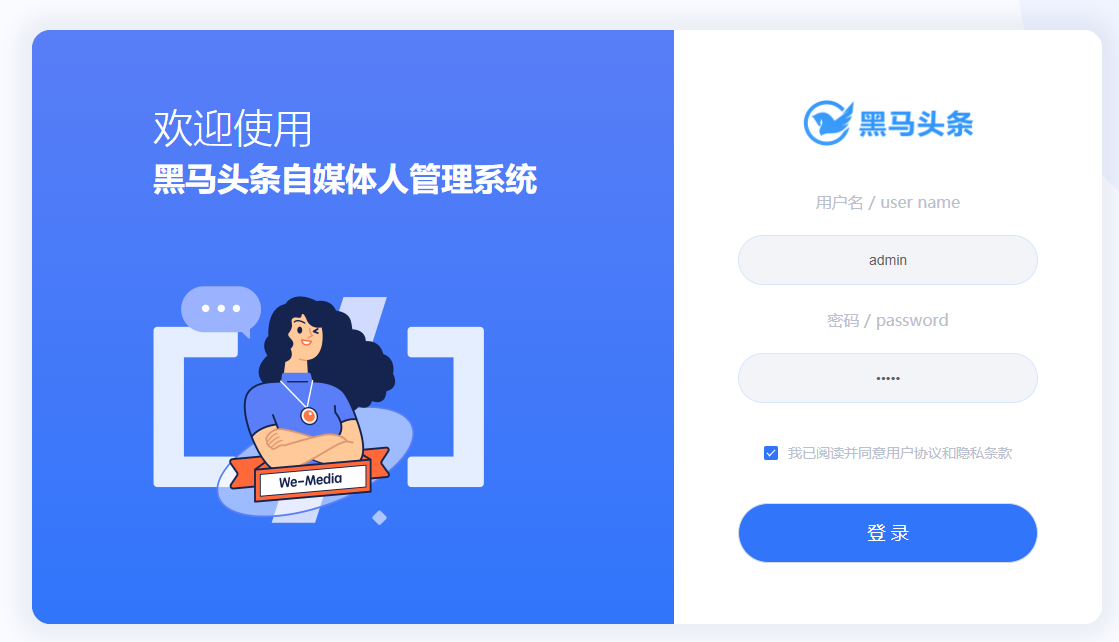 欢迎使用
黑马头条自媒体人管理系统
We-Media
黑马头条
用户名 / user name
admin
密码 / password
•••••
我已阅读并同意用户协议和隐私条款
登 录